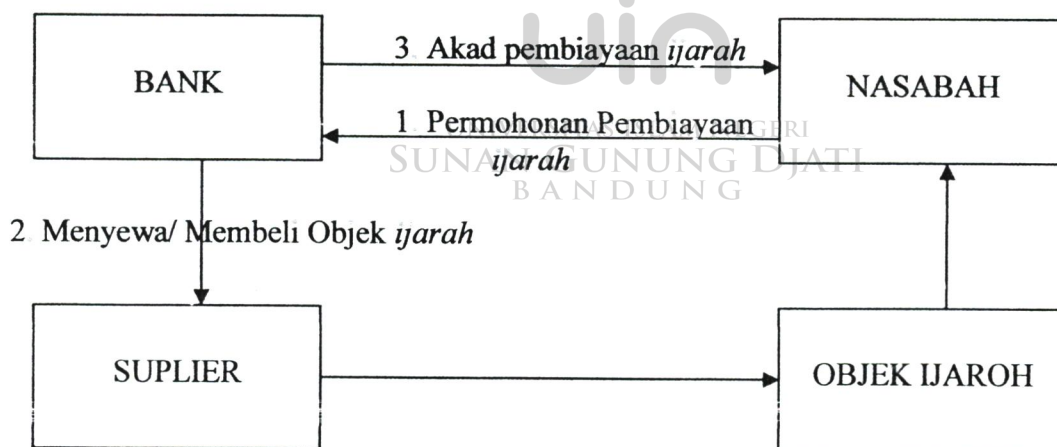 3. Akad pembiayaan ijarah
BANK
NASABAH
1. Permohonan Pembiayaan
ijarah
uin
SUNAN GUNUNG DJATI
BANDUNG
2. Menyewa/ Membeli Objek ijarah
SUPLIER
OBJEK IJAROH